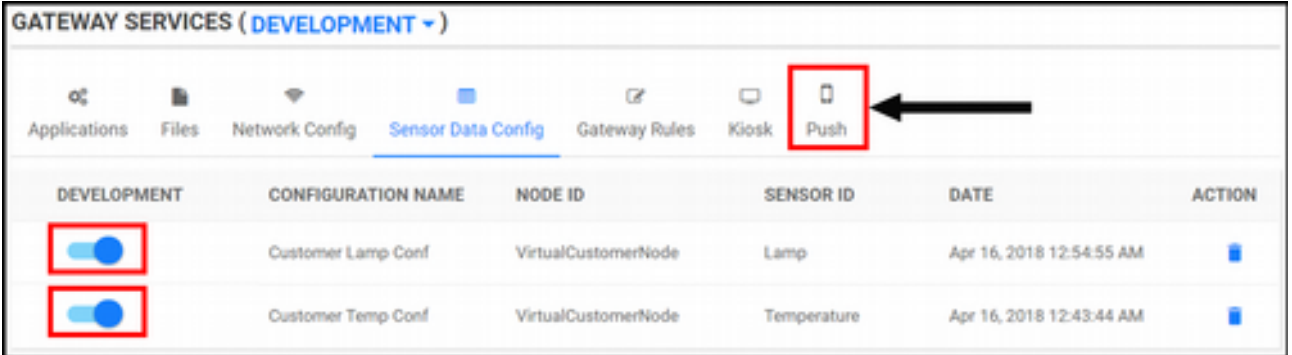 GATEWAY SERVICES ( DEVELOPMENT )
Applications Files Network Config Sensor Data Config Gateway Rules Kiosk Push
DEVELOPMENT CONFIGURATION NAME NODE ID SENSOR ID DATE ACTION
Customer Lamp Conf VirtualCustomerNode Lamp Apr 16, 2018 12:54:55 AM
Customer Temp Conf VirtualCustomerNode Temperature Apr 16, 2018 12:43:44 AM